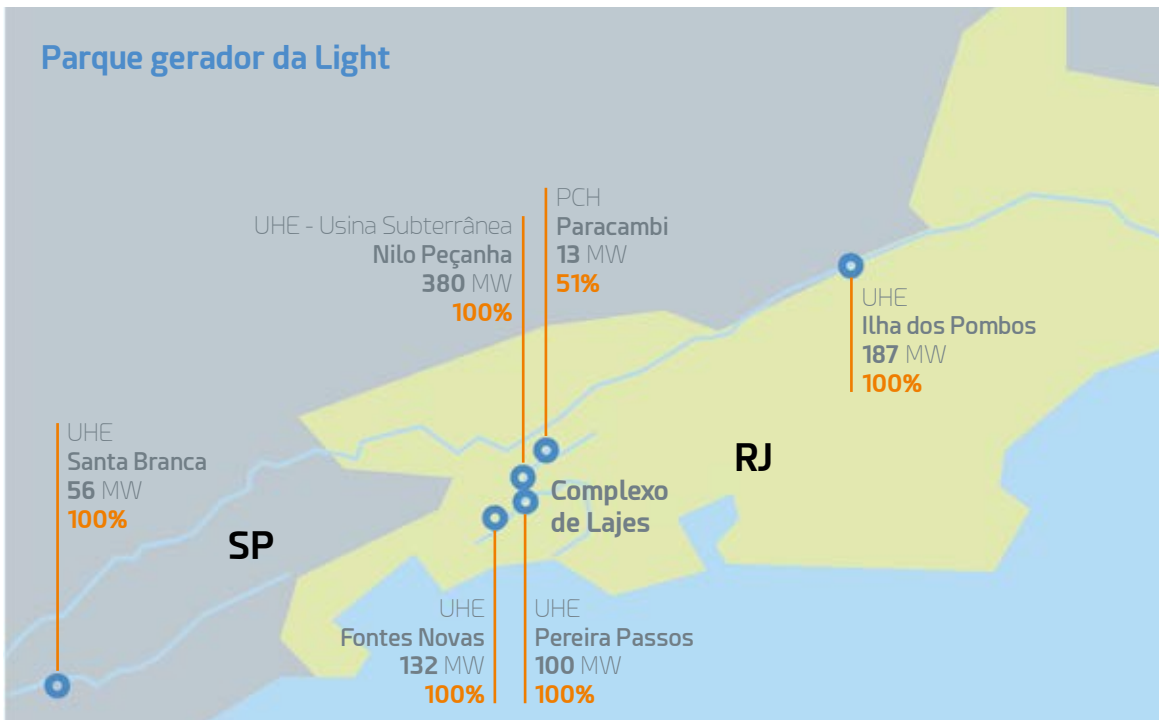 Parque gerador da Light
PCH
Paracambi
13 MW
51%
UHE - Usina Subterrânea
Nilo Peçanha
380 MW
100%
UHE
Ilha dos Pombos
187 MW
100%
UHE
Santa Branca
56 MW
100%
RJ
Complexo
de Lajes
SP
UHE
Fontes Novas
132 MW
100%
UHE
Pereira Passos
100 MW
100%